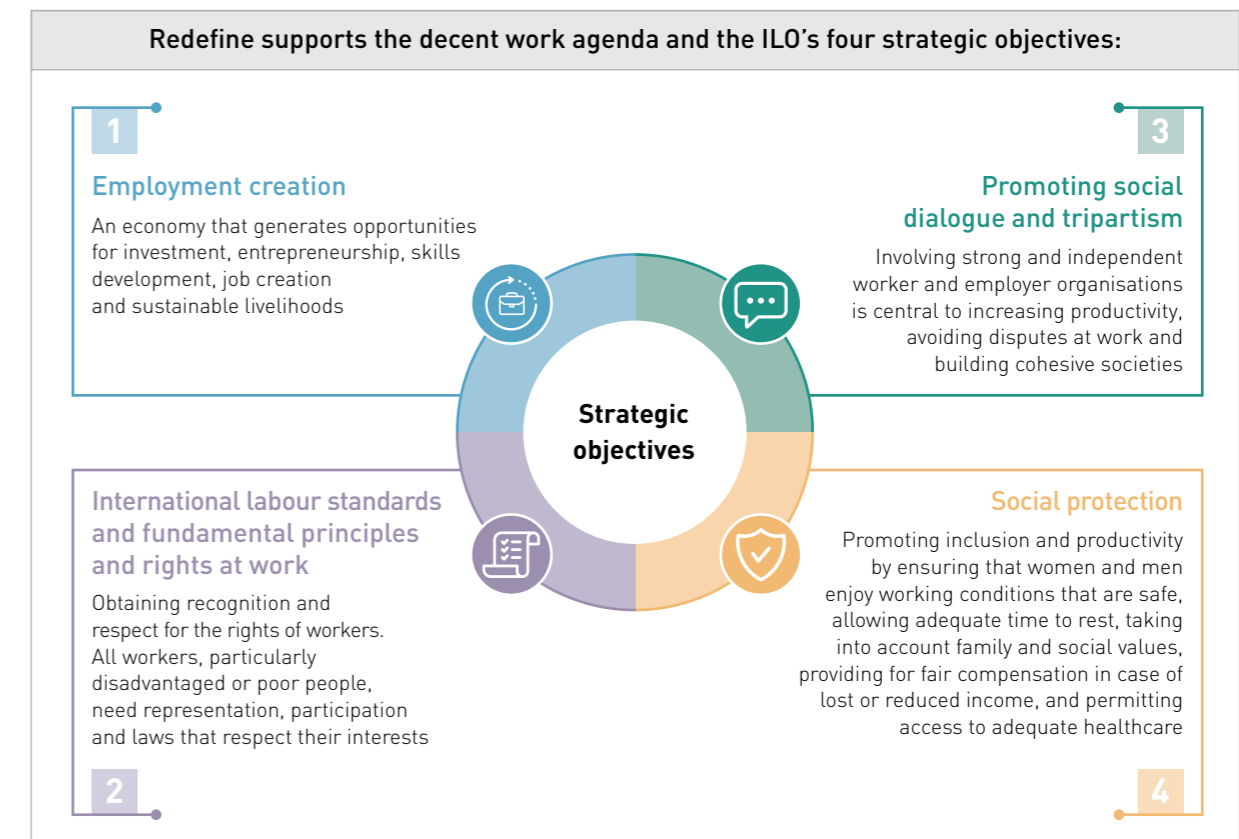 Redefine supports the decent work agenda and the ILO’s four strategic objectives:
1
Employment creation
An economy that generates opportunities
for investment, entrepreneurship, skills
development, job creation
and sustainable livelihoods
International labour standards
and fundamental principles
and rights at work
Obtaining recognition and
respect for the rights of workers.
All workers, particularly
disadvantaged or poor people,
need representation, participation
and laws that respect their interests
2
Strategic
objectives
3
Promoting social
dialogue and tripartism
Involving strong and independent
worker and employer organisations
is central to increasing productivity,
avoiding disputes at work and
building cohesive societies
Social protection
Promoting inclusion and productivity
by ensuring that women and men
enjoy working conditions that are safe,
allowing adequate time to rest, taking
into account family and social values,
providing for fair compensation in case of
lost or reduced income, and permitting
access to adequate healthcare
4